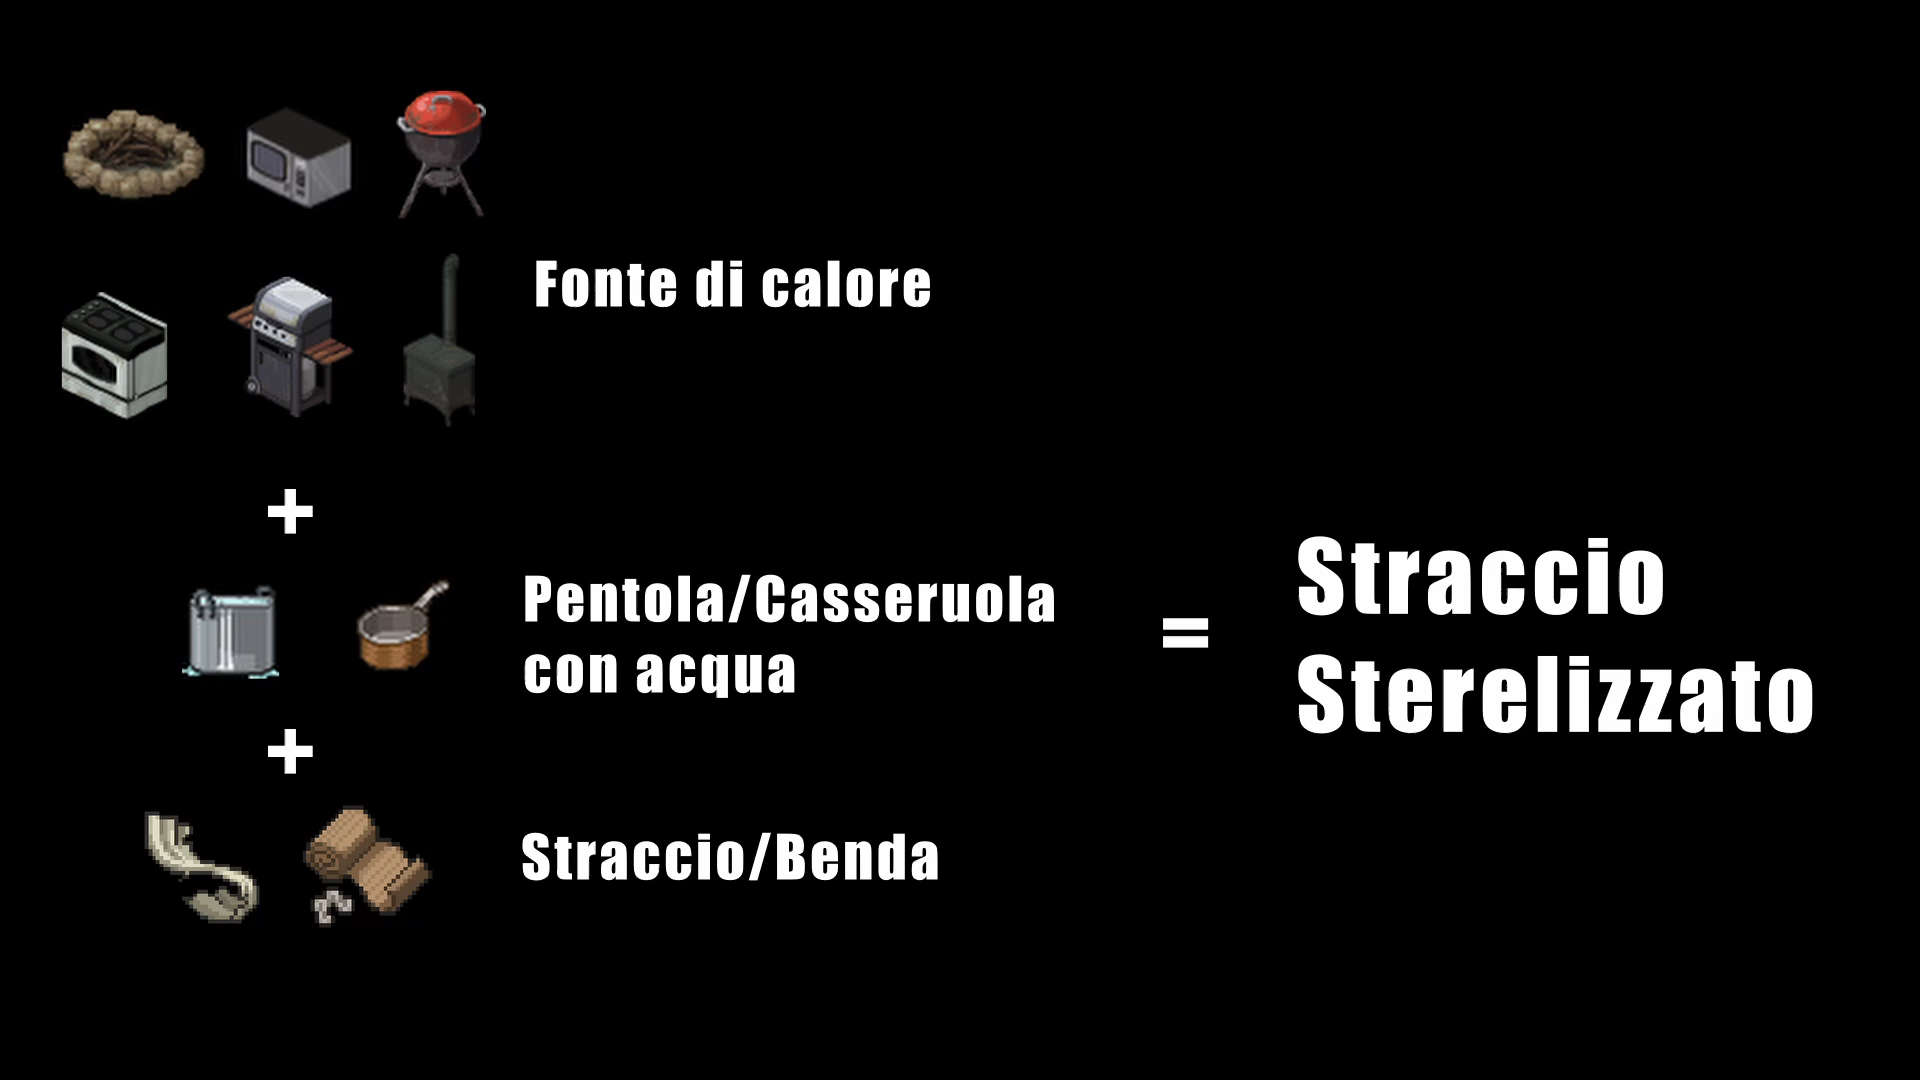 Fonte di calore
+
Pentola/Casseruola
con acqua
+
Straccio/Benda
=
Straccio
Sterelizzato